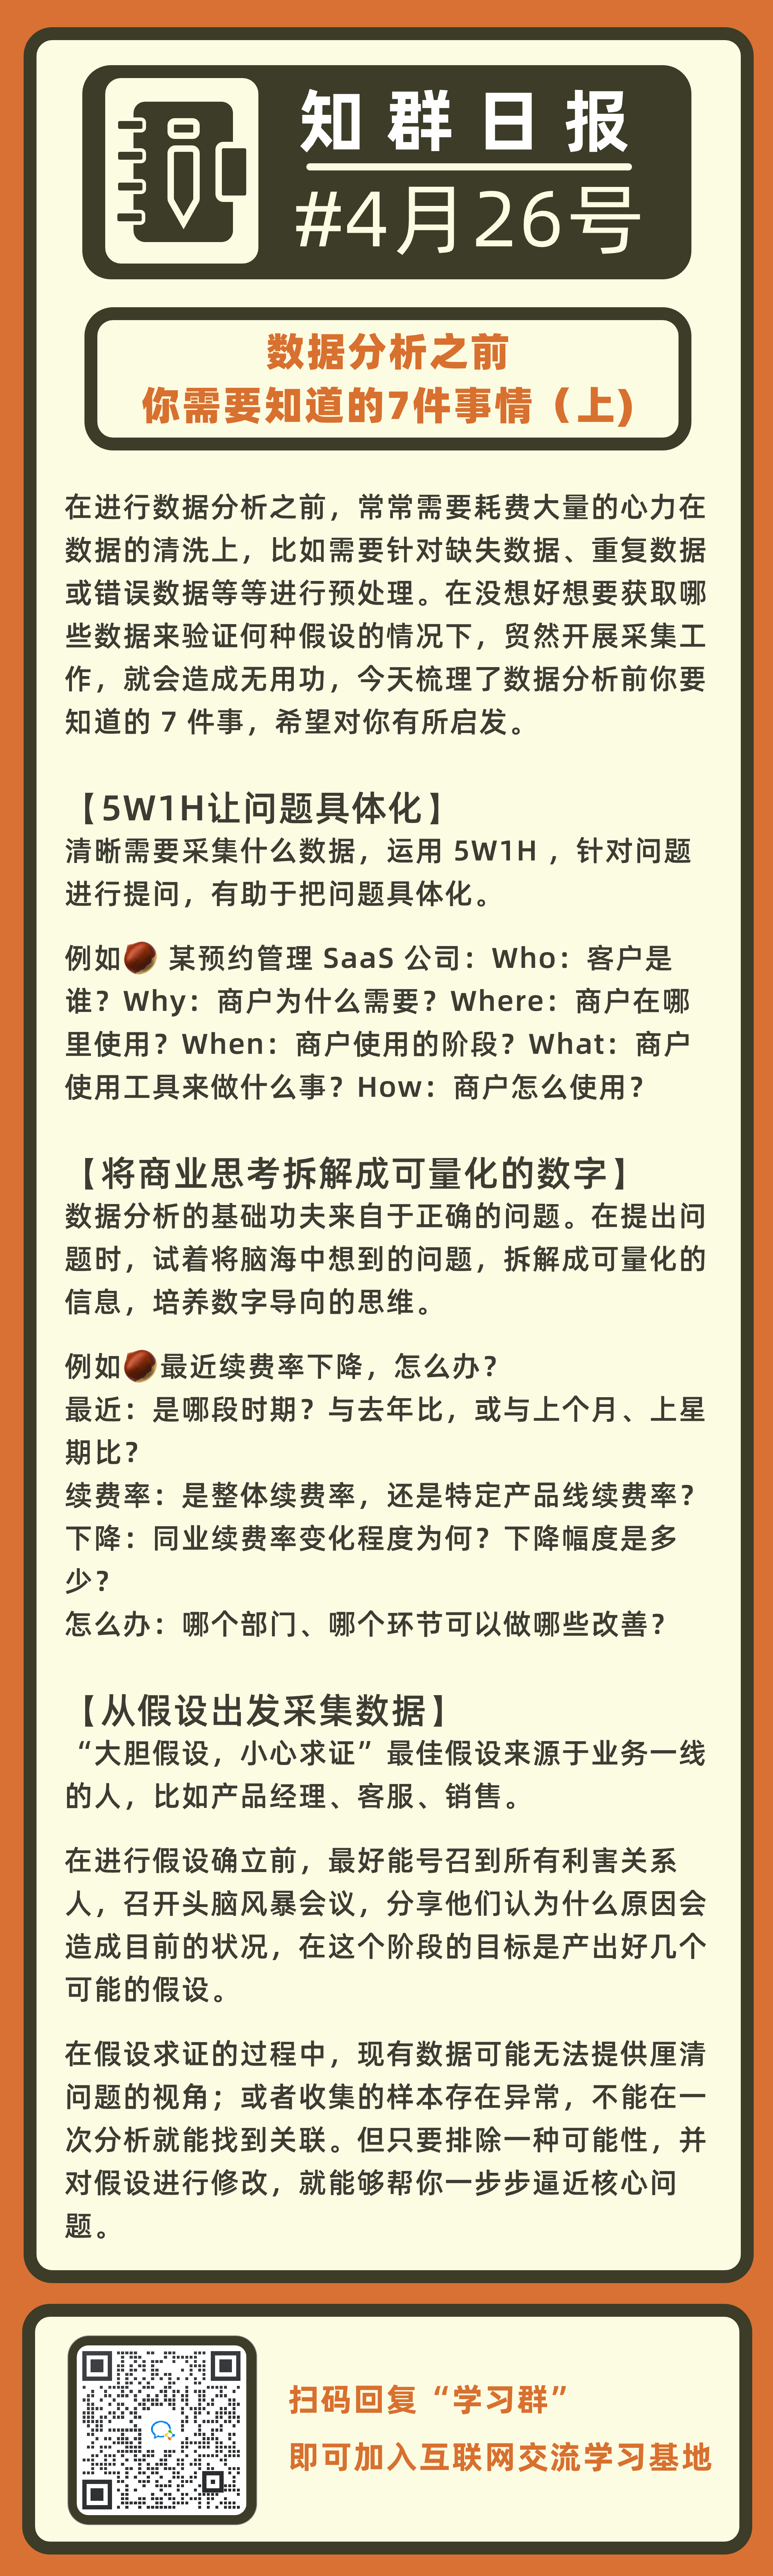 知群日报
#4月26号
数据分析之前
你需要知道的7件事情（上）
在进行数据分析之前，常常需要耗费大量的心力在
数据的清洗上，比如需要针对缺失数据、重复数据
或错误数据等等进行预处理。在没想好想要获取哪
些数据来验证何种假设的情况下，贸然开展采集工
作，就会造成无用功，今天梳理了数据分析前你要
知道的 7 件事，希望对你有所启发。
【5W1H让问题具体化】
清晰需要采集什么数据，运用 5W1H ，针对问题
进行提问，有助于把问题具体化。
例如🌰 某预约管理 SaaS 公司：Who：客户是
谁？Why：商户为什么需要？Where：商户在哪
里使用？When：商户使用的阶段？What：商户
使用工具来做什么事？How：商户怎么使用？
【将商业思考拆解成可量化的数字】
数据分析的基础功夫来自于正确的问题。在提出问
题时，试着将脑海中想到的问题，拆解成可量化的
信息，培养数字导向的思维。
例如🌰最近续费率下降，怎么办？
最近：是哪段时期？与去年比，或与上个月、上星
期比？
续费率：是整体续费率，还是特定产品线续费率？
下降：同业续费率变化程度为何？下降幅度是多
少？
怎么办：哪个部门、哪个环节可以做哪些改善？
【从假设出发采集数据】
“大胆假设，小心求证”最佳假设来源于业务一线
的人，比如产品经理、客服、销售。
在进行假设确立前，最好能号召到所有利害关系
人，召开头脑风暴会议，分享他们认为什么原因会
造成目前的状况，在这个阶段的目标是产出好几个
可能的假设。
在假设求证的过程中，现有数据可能无法提供厘清
问题的视角；或者收集的样本存在异常，不能在一
次分析就能找到关联。但只要排除一种可能性，并
对假设进行修改，就能够帮你一步步逼近核心问
题。
扫码回复“学习群”
即可加入互联网交流学习基地